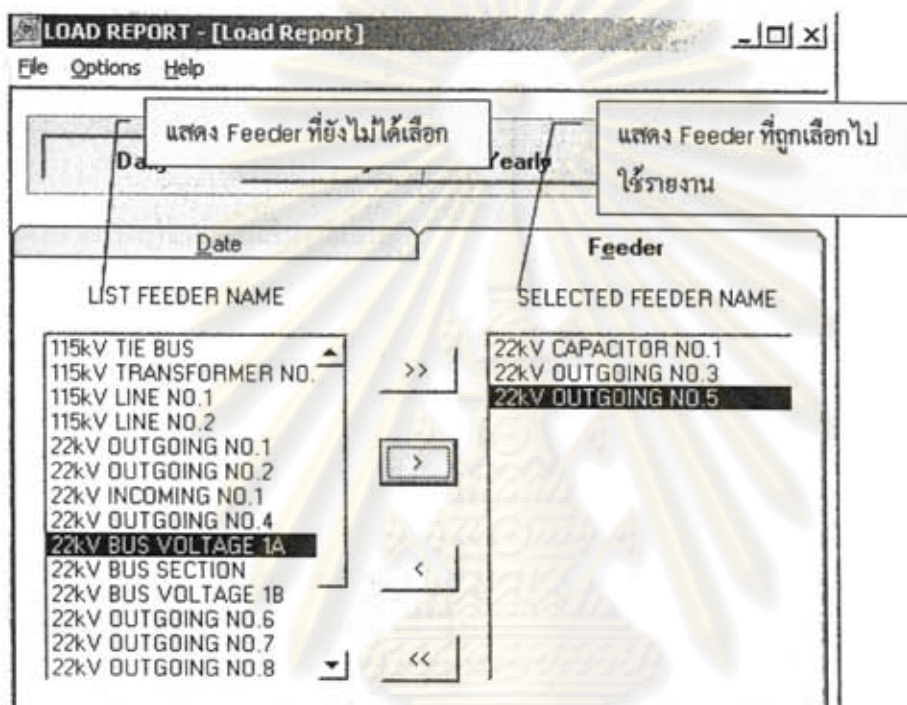 LOAD REPORT - [Load Report]
File Options Help
แสดง Feeder ที่ยังไม่ได้เลือก
แสดง Feeder ที่ถูกเลือกไป
ใช้รายงาน
Yearly
Date
Feeder
LIST FEEDER NAME
SELECTED FEEDER NAME
115kV TIE BUS
115kV TRANSFORMER NO.
115kV LINE NO.1
115kV LINE NO.2
22kV OUTGOING NO.1
22kV OUTGOING NO.2
22kV INCOMING NO.1
22kV OUTGOING NO.4
22kV BUS VOLTAGE 1A
22kV BUS SECTION
22kV BUS VOLTAGE 1B
22kV OUTGOING NO.6
22kV OUTGOING NO.7
22kV OUTGOING NO.8
>>
>
<
<<
22kV CAPACITOR NO.1
22kV OUTGOING NO.3
22kV OUTGOING NO.5